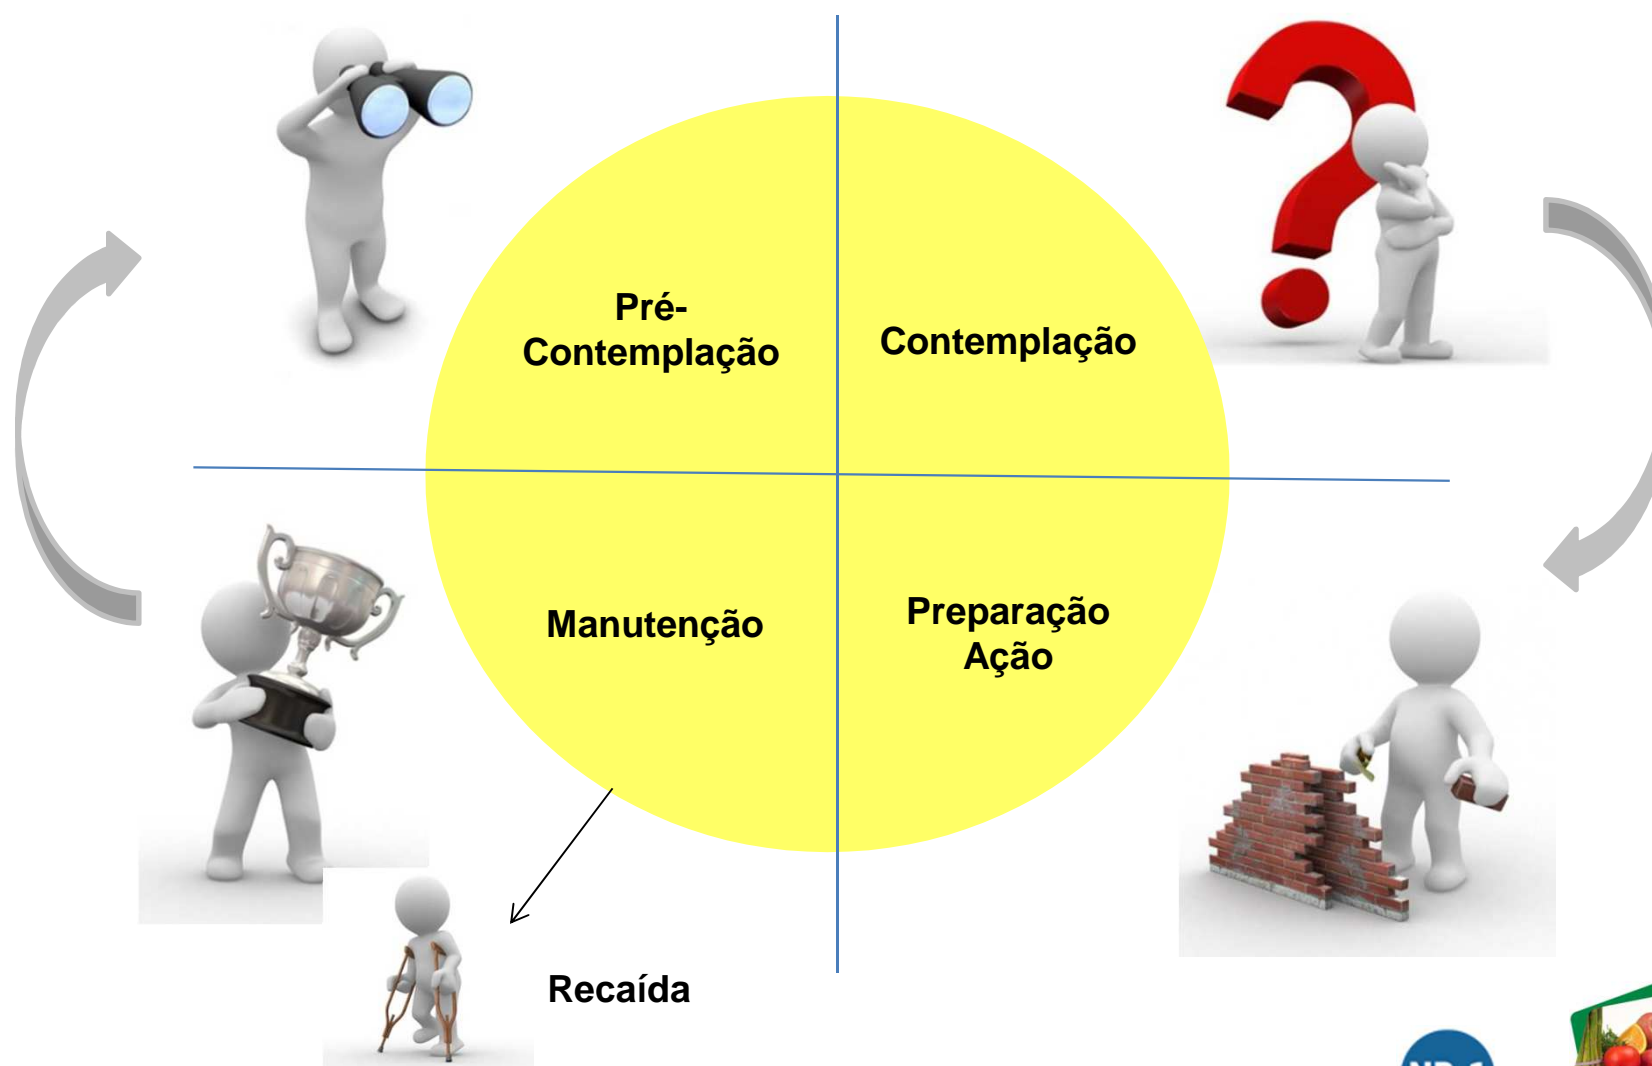 Pré-
Contemplação
Contemplação
Manutenção
Preparação
Ação
Recaída